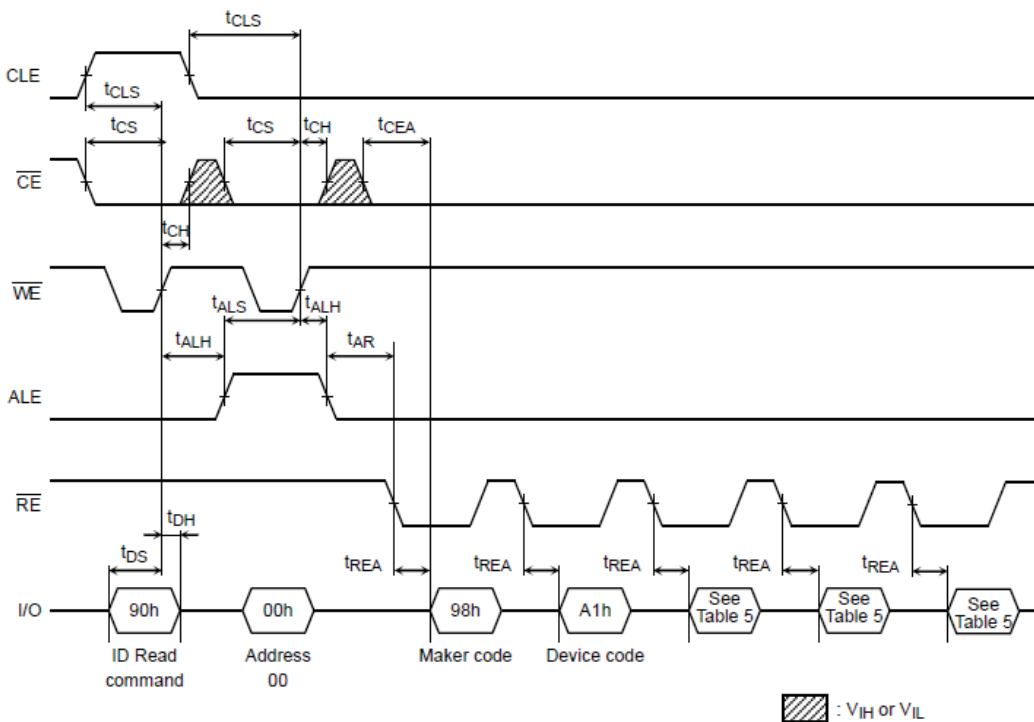 tCLS
CLE
tCLS
tCS
tCS
tCH
tCEA
CE
tCH
WE
tALS
tALH
tALH
tAR
ALE
RE
tDH
tDS
tREA
tREA
tREA
tREA
tREA
I/O
90h
00h
98h
A1h
See
Table 5
See
Table 5
See
Table 5
ID Read
command
Address
00
Maker code
Device code
: VIH or VIL